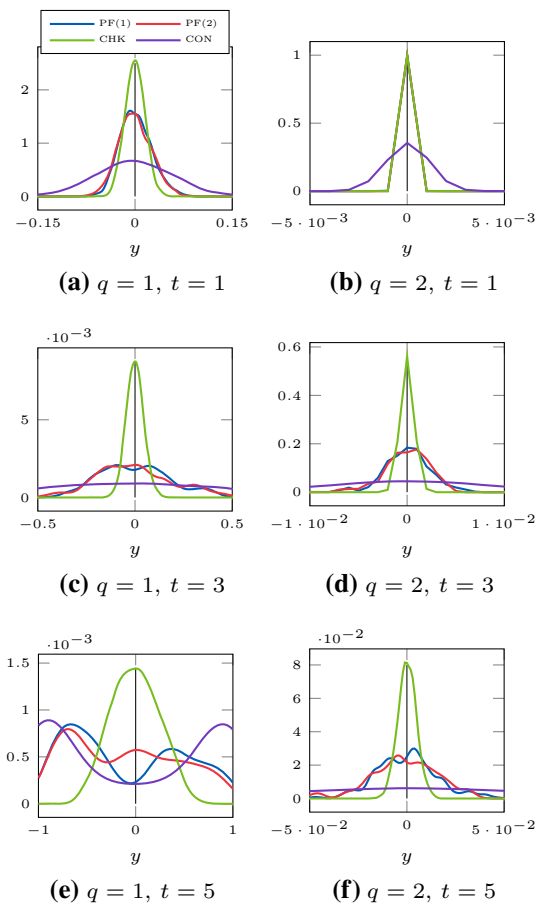 PF(1) PF(2)
CHK CON
2
1
0
−0.15 0 0.15
y
(a) q = 1, t = 1
1
0.5
0
−5 · 10⁻³ 0 5 · 10⁻³
y
(b) q = 2, t = 1
·10⁻³
5
0
−0.5 0 0.5
y
(c) q = 1, t = 3
0.6
0.4
0.2
0
−1 · 10⁻² 0 1 · 10⁻²
y
(d) q = 2, t = 3
·10⁻³
1.5
1
0.5
0
−1 0 1
y
(e) q = 1, t = 5
·10⁻²
8
6
4
2
0
−5 · 10⁻² 0 5 · 10⁻²
y
(f) q = 2, t = 5